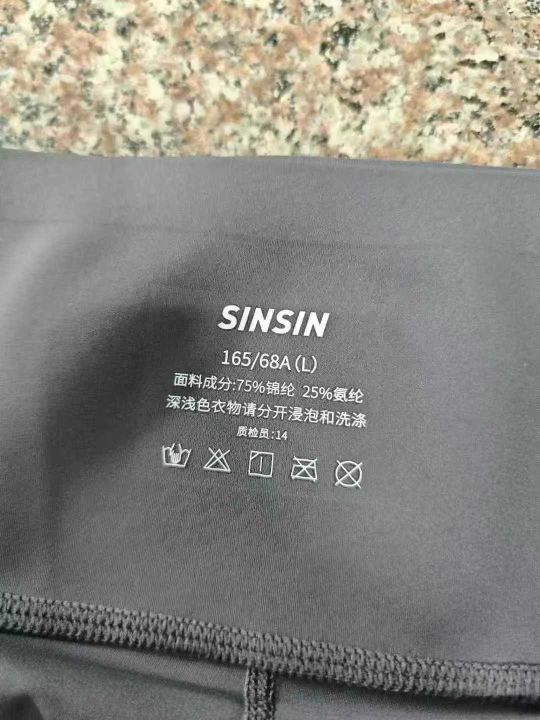 SINSIN
165/68A(L)
面料成分:75%锦纶 25%氨纶
深浅色衣物请分开浸泡和洗涤
质检员:14